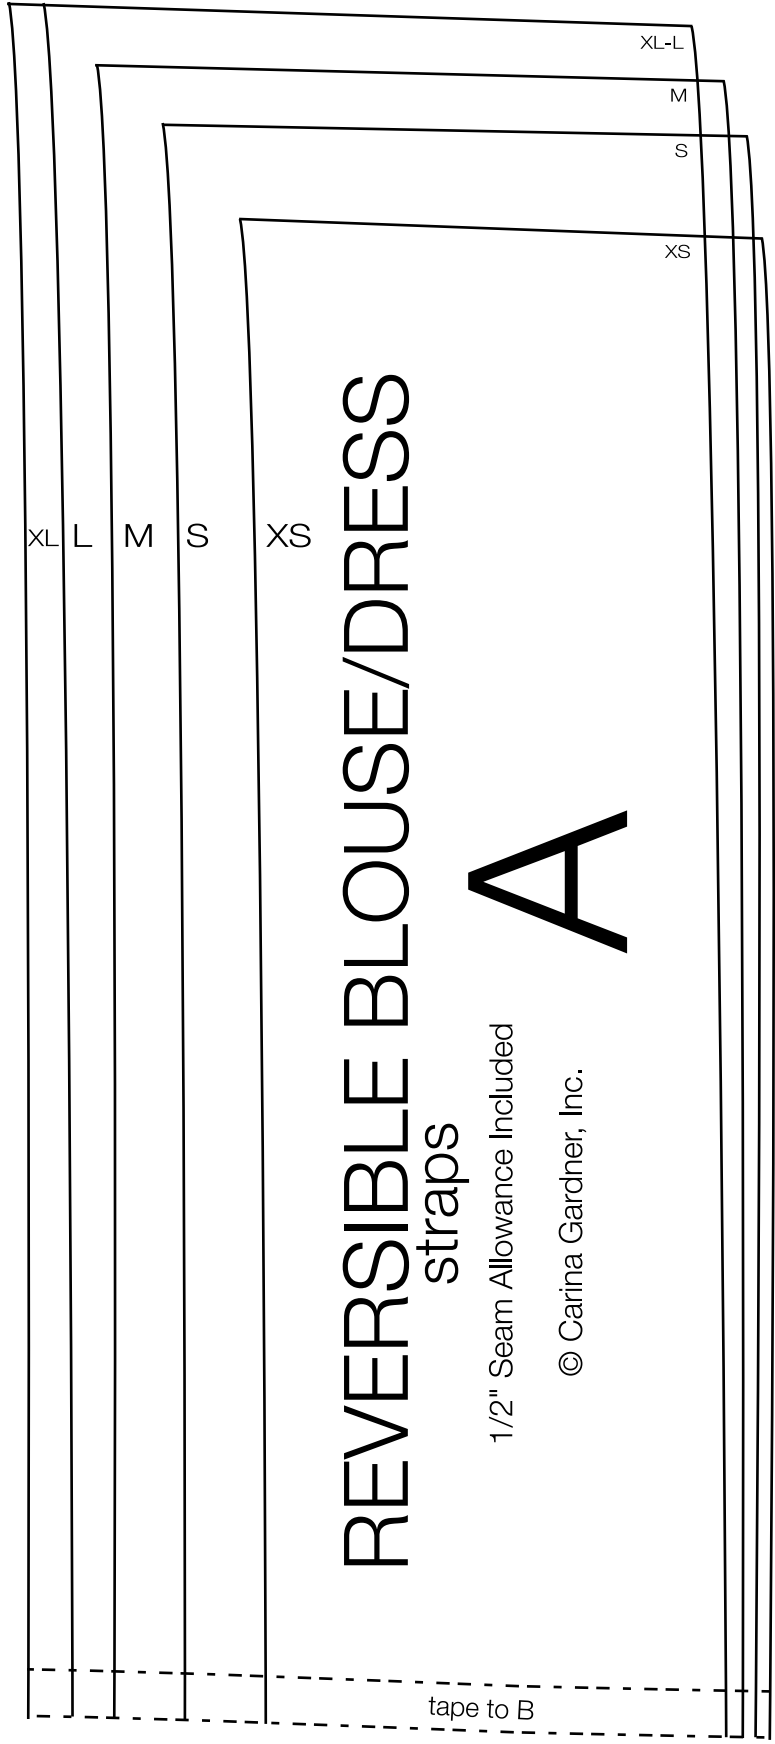 XL-L
M
S
XS
XL L M S XS
REVERSIBLE BLOUSE/DRESS
straps
A
1/2" Seam Allowance Included
© Carina Gardner, Inc.
tape to B